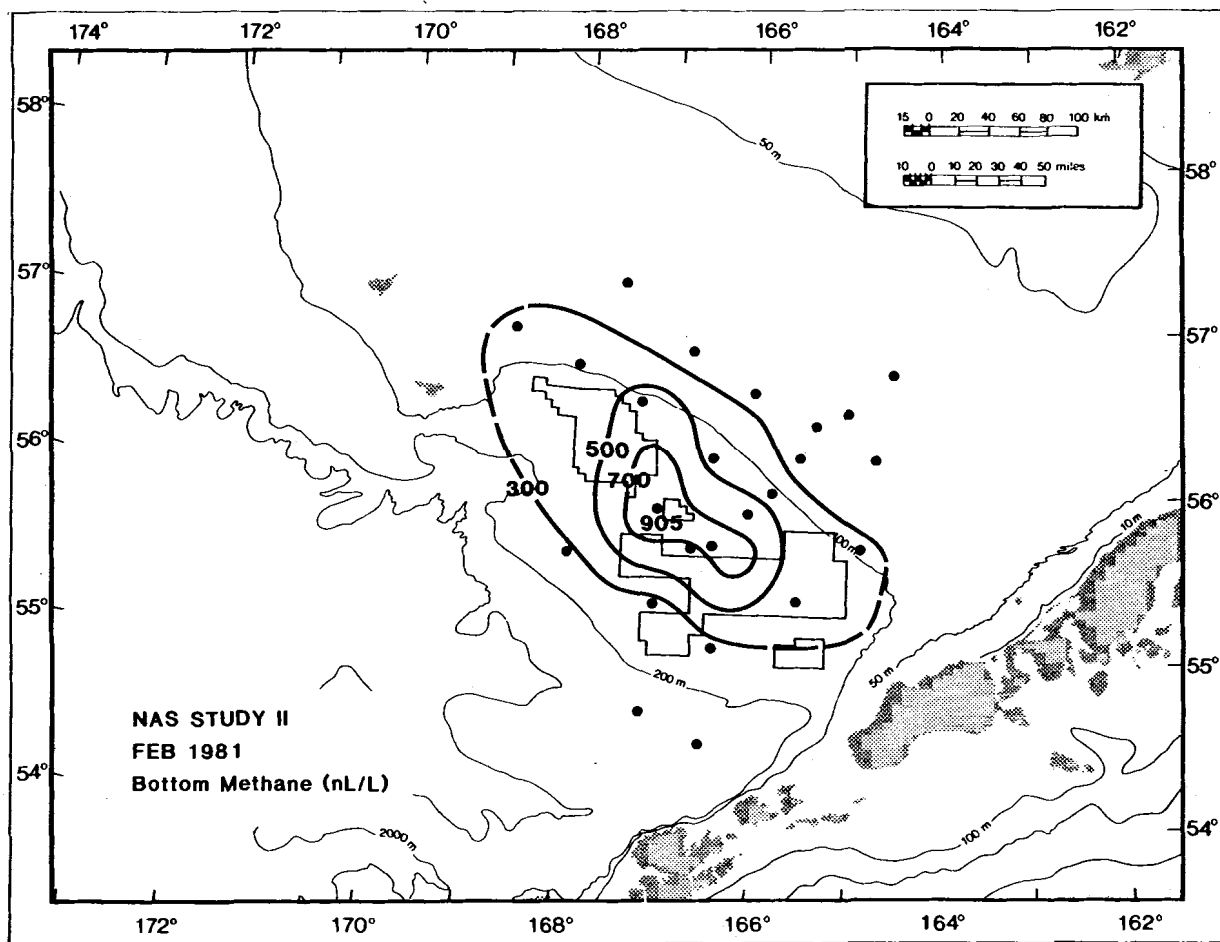 174° 172° 170° 168° 166° 164° 162°
58°
57°
56°
55°
54°
58°
57°
56°
55°
54°
15 0 20 40 60 80 100 km
10 0 10 20 30 40 50 miles
50 m
500
700
300
905
100 m
10 m
50 m
200 m
NAS STUDY II
FEB 1981
Bottom Methane (nL/L)
2000 m
100 m
172° 170° 168° 166° 164° 162°